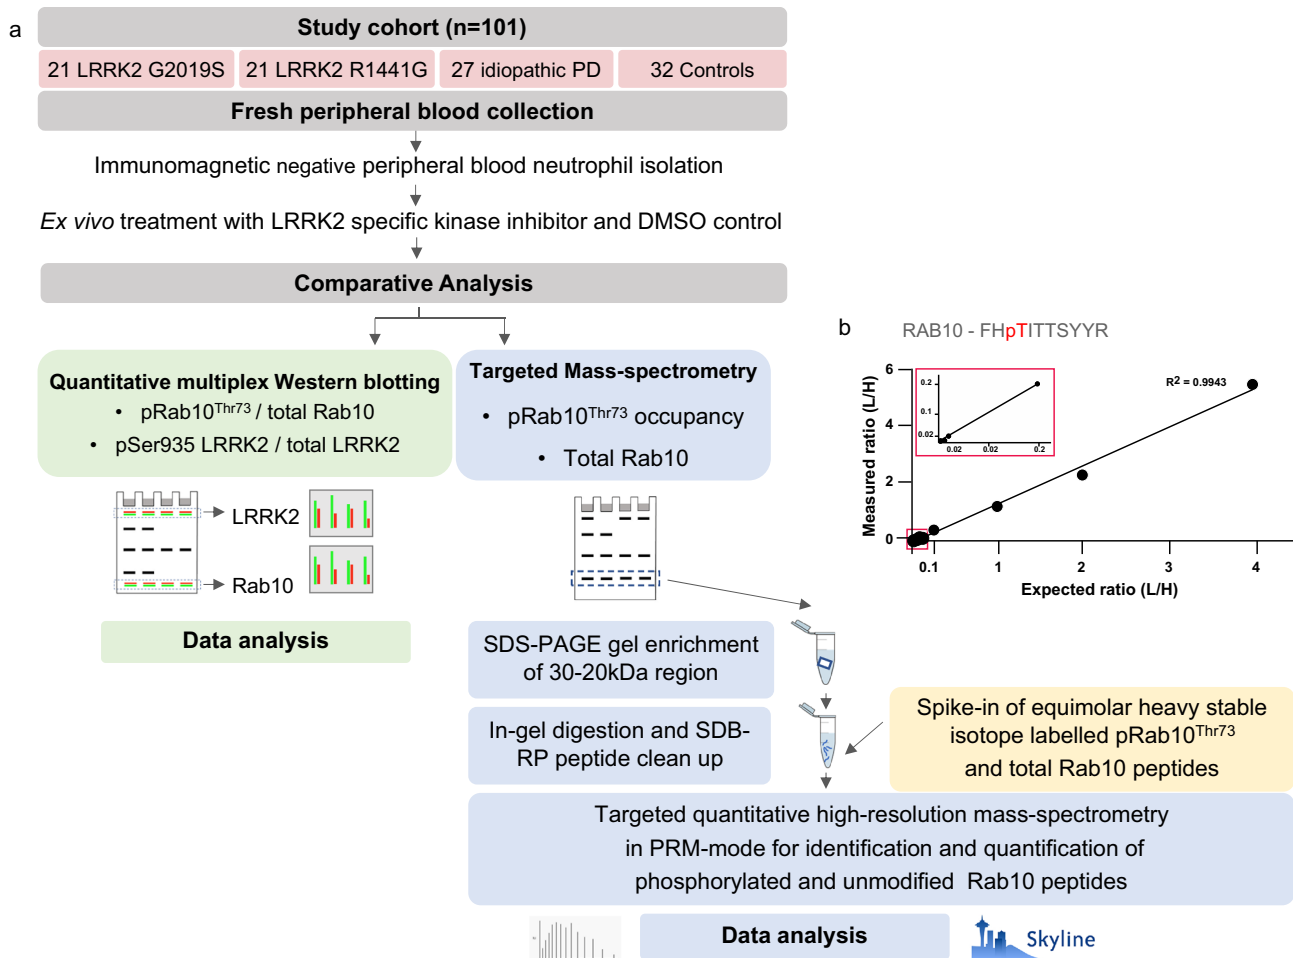 a
Study cohort (n=101)
21 LRRK2 G2019S
21 LRRK2 R1441G
27 idiopathic PD
32 Controls
Fresh peripheral blood collection
Immunomagnetic negative peripheral blood neutrophil isolation
Ex vivo treatment with LRRK2 specific kinase inhibitor and DMSO control
Comparative Analysis
Quantitative multiplex Western blotting
• pRab10Thr73 / total Rab10
• pSer935 LRRK2 / total LRRK2
Targeted Mass-spectrometry
• pRab10Thr73 occupancy
• Total Rab10
LRRK2
Rab10
Data analysis
SDS-PAGE gel enrichment
of 30-20kDa region
In-gel digestion and SDB-
RP peptide clean up
Spike-in of equimolar heavy stable
isotope labelled pRab10Thr73
and total Rab10 peptides
Targeted quantitative high-resolution mass-spectrometry
in PRM-mode for identification and quantification of
phosphorylated and unmodified Rab10 peptides
Data analysis
Skyline
b
RAB10 - FHpTITTSYYR
Measured ratio (L/H)
6
4
2
0
R2 = 0.9943
0.2
0.1
0.02
0.02
0.02
0.2
0
0.1
1
2
3
4
Expected ratio (L/H)